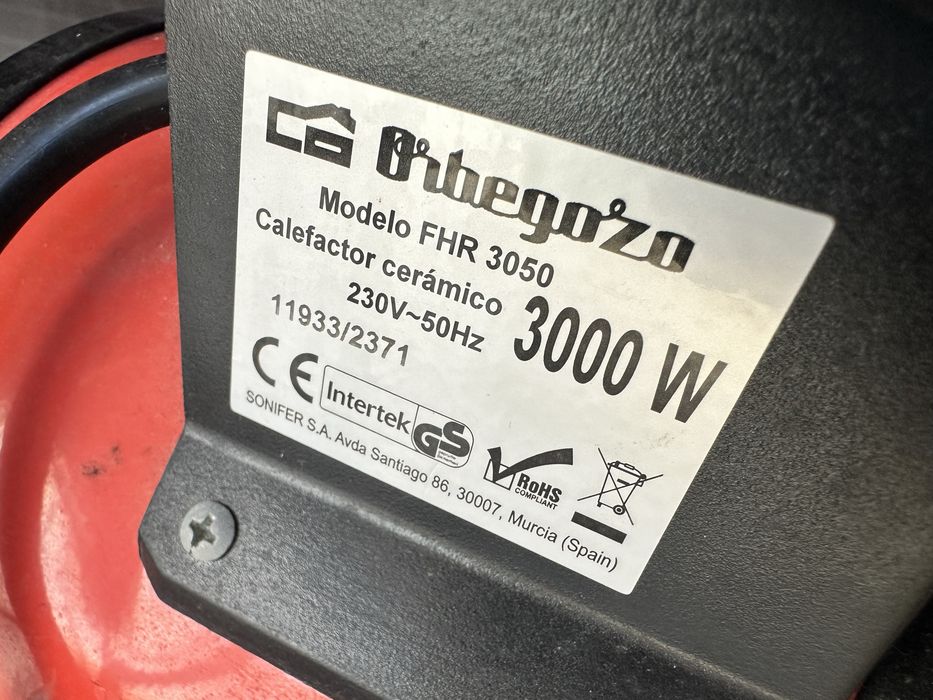 Orbegozo
Modelo FHR 3050
Calefactor cerámico
230V~50Hz
3000 W
11933/2371
CE
Intertek
GS
RoHS
COMPLIANT
SONIFER S.A. Avda Santiago 86, 30007, Murcia (Spain)